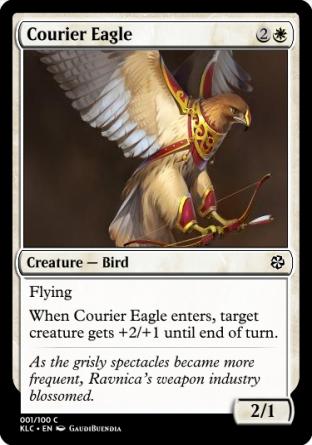 Courier Eagle 2
Creature — Bird
Flying
When Courier Eagle enters, target
creature gets +2/+1 until end of turn.
As the grisly spectacles became more
frequent, Ravnica's weapon industry
blossomed.
2/1
001/100 C
KLC • EN GaudiBuendia